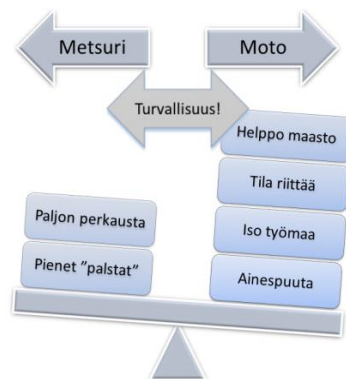 Metsuri
Moto
Turvallisuus!
Helppo maasto
Tila riittää
Iso työmaa
Ainespuuta
Paljon perkausta
Pienet ”palstat”